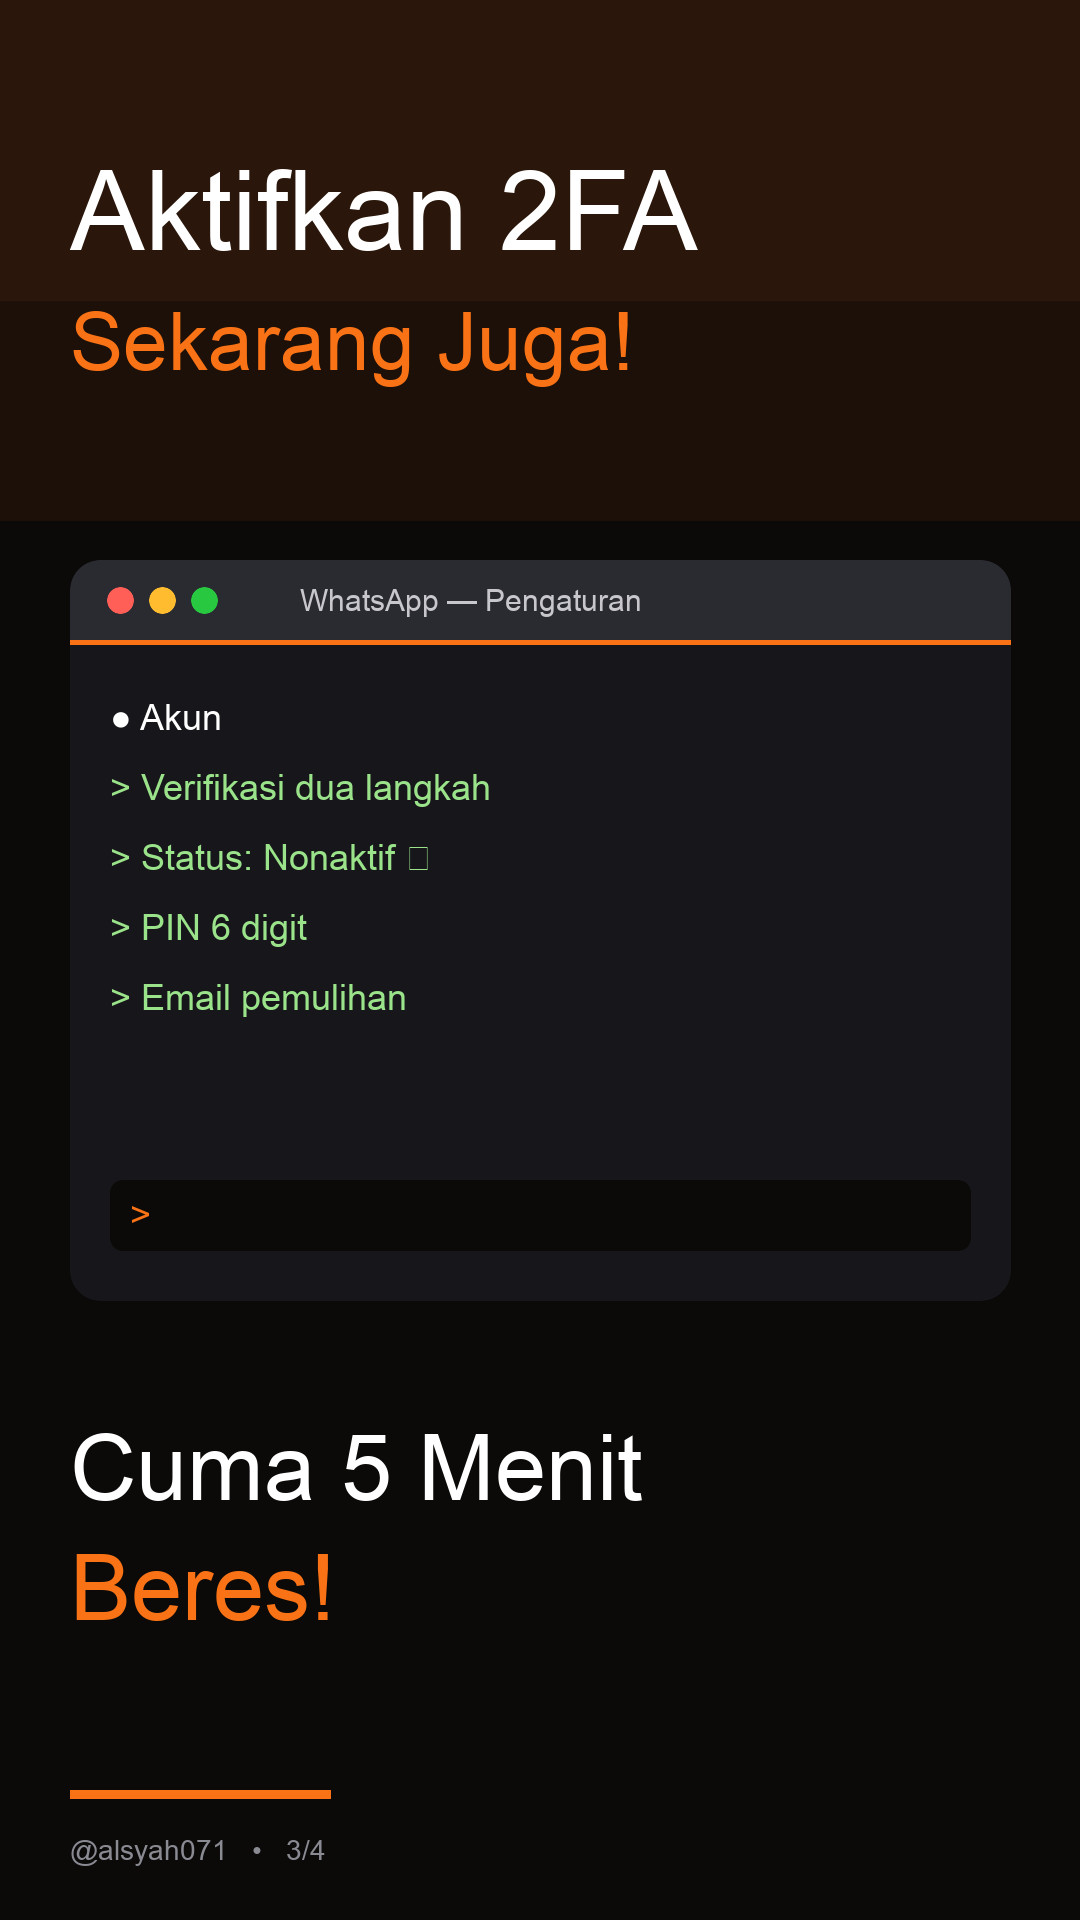 Aktifkan 2FA
Sekarang Juga!
WhatsApp — Pengaturan
● Akun
> Verifikasi dua langkah
> Status: Nonaktif □
> PIN 6 digit
> Email pemulihan
>
Cuma 5 Menit
Beres!
@alsyah071 • 3/4